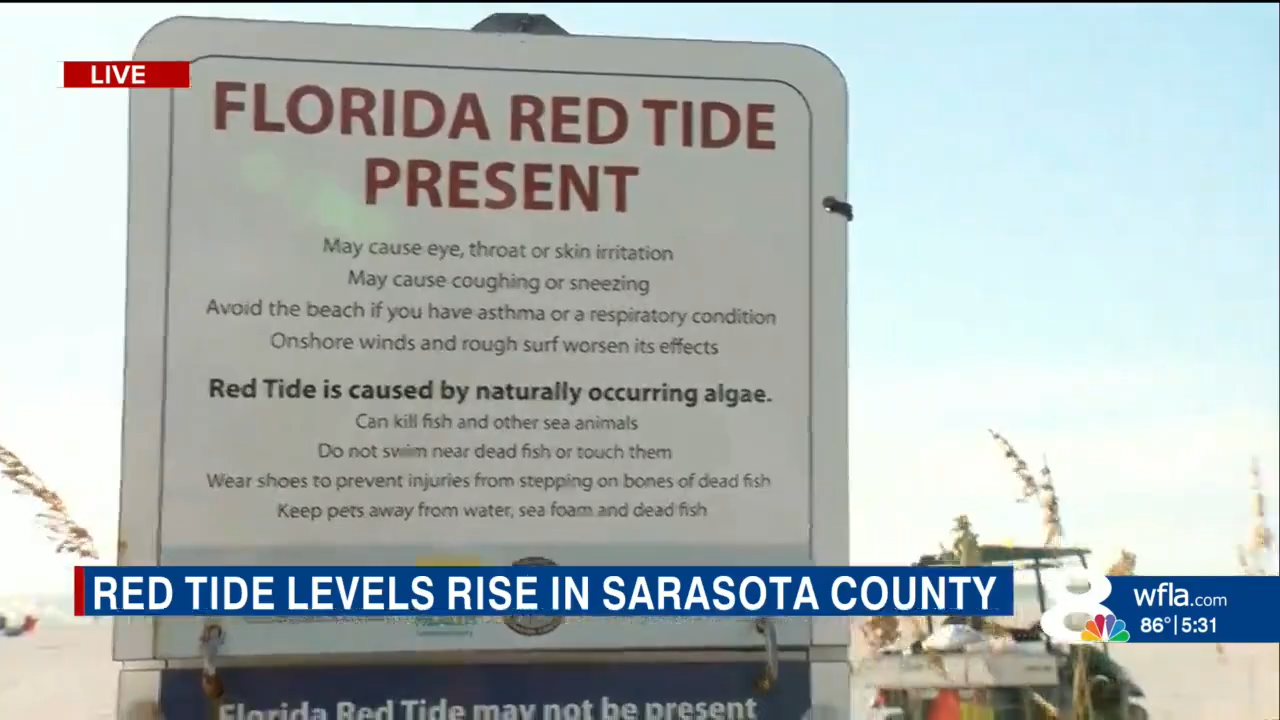 LIVE
FLORIDA RED TIDE
PRESENT
May cause eye, throat or skin irritation
May cause coughing or sneezing
Avoid the beach if you have asthma or a respiratory condition
Onshore winds and rough surf worsen its effects
Red Tide is caused by naturally occurring algae.
Can kill fish and other sea animals
Do not swim near dead fish or touch them
Wear shoes to prevent injuries from stepping on bones of dead fish
Keep pets away from water, sea foam and dead fish
RED TIDE LEVELS RISE IN SARASOTA COUNTY
8
wfla.com
86° | 5:31
Florida Red Tide may not be present